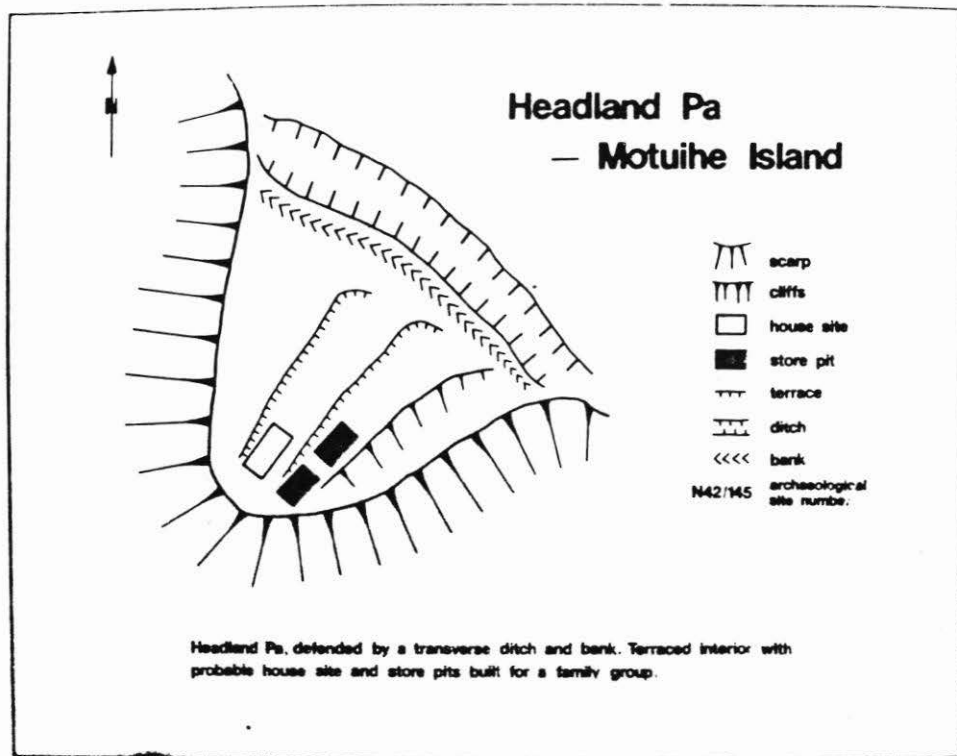 N
Headland Pa
— Motuihe Island
scarp
cliffs
house site
store pit
terrace
ditch
bank
N42/145 archaeological
site number.
Headland Pa, defended by a transverse ditch and bank. Terraced interior with
probable house site and store pits built for a family group.